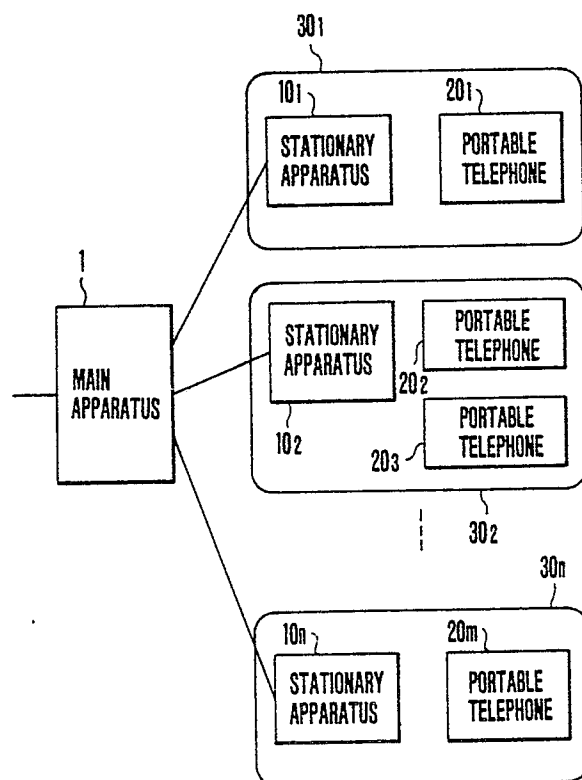 30₁
10₁
20₁
STATIONARY
APPARATUS
PORTABLE
TELEPHONE
1
MAIN
APPARATUS
STATIONARY
APPARATUS
10₂
PORTABLE
TELEPHONE
20₂
PORTABLE
TELEPHONE
20₃
30₂
30n
10n
20m
STATIONARY
APPARATUS
PORTABLE
TELEPHONE